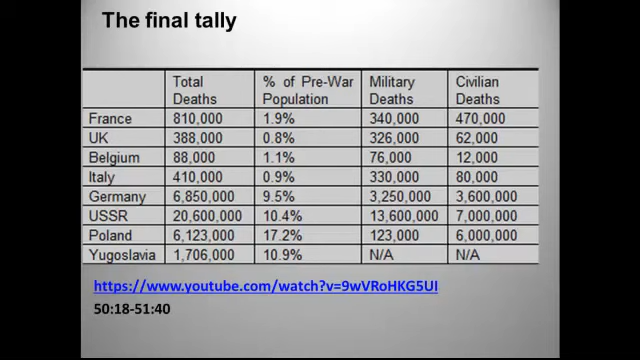 The final tally
Total Deaths % of Pre-War Population Military Deaths Civilian Deaths
France 810,000 1.9% 340,000 470,000
UK 388,000 0.8% 326,000 62,000
Belgium 88,000 1.1% 76,000 12,000
Italy 410,000 0.9% 330,000 80,000
Germany 6,850,000 9.5% 3,250,000 3,600,000
USSR 20,600,000 10.4% 13,600,000 7,000,000
Poland 6,123,000 17.2% 123,000 6,000,000
Yugoslavia 1,706,000 10.9% N/A N/A
https://www.youtube.com/watch?v=9wVRoHKG5UI
50:18-51:40